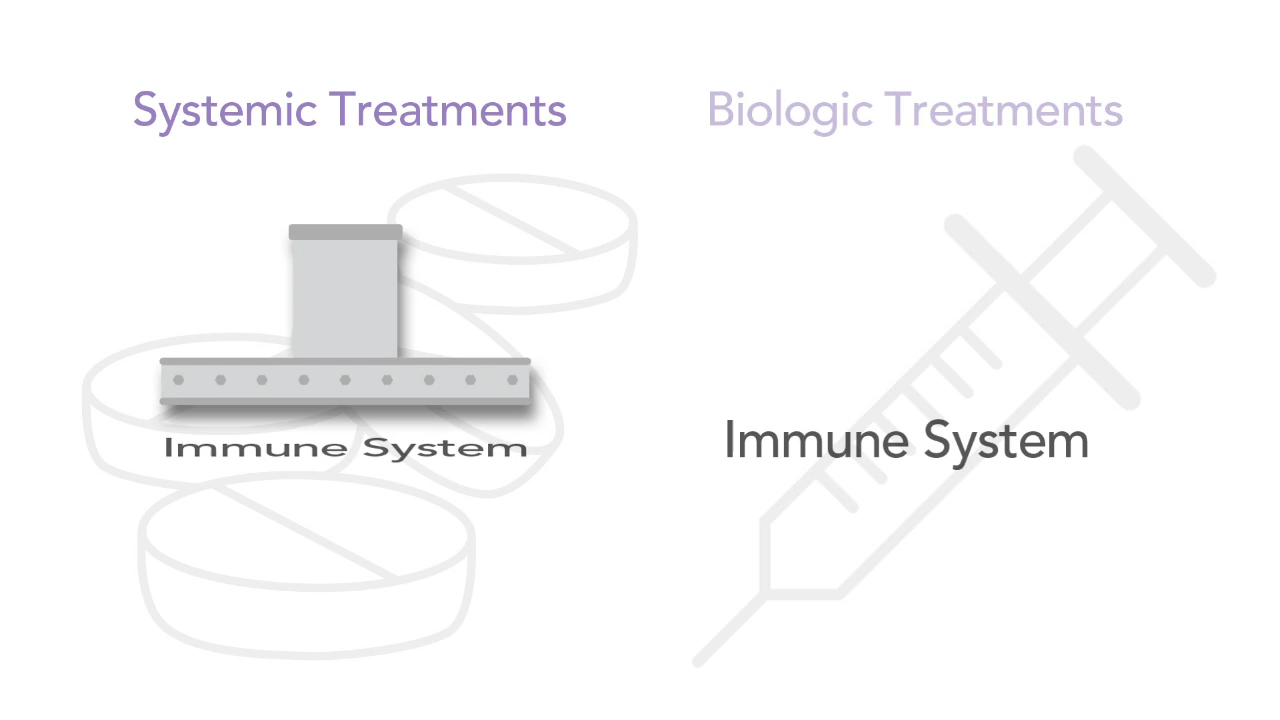 Systemic Treatments
Biologic Treatments
Immune System
Immune System